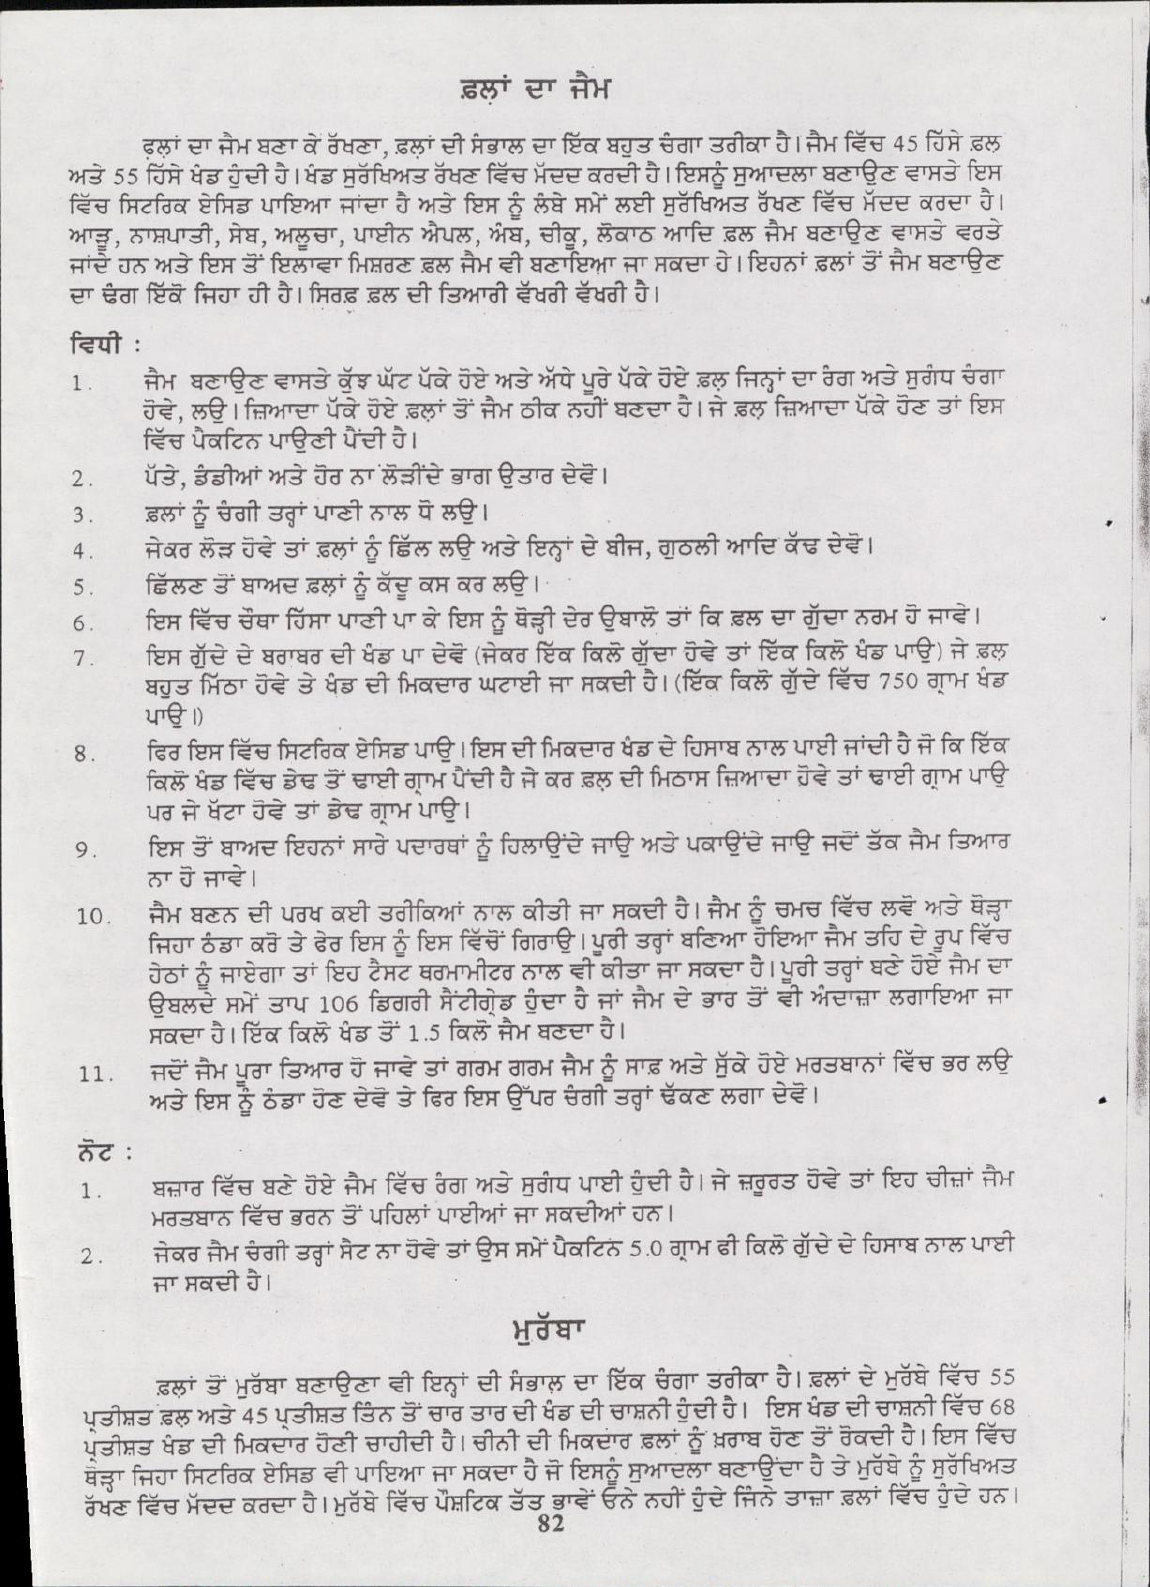 ਫ਼ਲਾਂ ਦਾ ਜੈਮ
ਫ਼ਲਾਂ ਦਾ ਜੈਮ ਬਣਾ ਕੇ ਰੱਖਣਾ, ਫ਼ਲਾਂ ਦੀ ਸੰਭਾਲ ਦਾ ਇੱਕ ਬਹੁਤ ਚੰਗਾ ਤਰੀਕਾ ਹੈ। ਜੈਮ ਵਿੱਚ 45 ਹਿੱਸੇ ਫ਼ਲ
ਅਤੇ 55 ਹਿੱਸੇ ਖੰਡ ਹੁੰਦੀ ਹੈ। ਖੰਡ ਸੁਰੱਖਿਅਤ ਰੱਖਣ ਵਿੱਚ ਮੱਦਦ ਕਰਦੀ ਹੈ। ਇਸਨੂੰ ਸੁਆਦਲਾ ਬਣਾਉਣ ਵਾਸਤੇ ਇਸ
ਵਿੱਚ ਸਿਟਰਿਕ ਏਸਿਡ ਪਾਇਆ ਜਾਂਦਾ ਹੈ ਅਤੇ ਇਸ ਨੂੰ ਲੰਬੇ ਸਮੇਂ ਲਈ ਸੁਰੱਖਿਅਤ ਰੱਖਣ ਵਿੱਚ ਮੱਦਦ ਕਰਦਾ ਹੈ।
ਆੜੂ, ਨਾਸ਼ਪਾਤੀ, ਸੇਬ, ਅਲੂਚਾ, ਪਾਈਨ ਐਪਲ, ਅੰਬ, ਚੀਕੂ, ਲੋਕਾਠ ਆਦਿ ਫ਼ਲ ਜੈਮ ਬਣਾਉਣ ਵਾਸਤੇ ਵਰਤੇ
ਜਾਂਦੇ ਹਨ ਅਤੇ ਇਸ ਤੋਂ ਇਲਾਵਾ ਮਿਸ਼ਰਣ ਫ਼ਲ ਜੈਮ ਵੀ ਬਣਾਇਆ ਜਾ ਸਕਦਾ ਹੇ। ਇਹਨਾਂ ਫ਼ਲਾਂ ਤੋਂ ਜੈਮ ਬਣਾਉਣ
ਦਾ ਢੰਗ ਇੱਕੋ ਜਿਹਾ ਹੀ ਹੈ। ਸਿਰਫ਼ ਫ਼ਲ ਦੀ ਤਿਆਰੀ ਵੱਖਰੀ ਵੱਖਰੀ ਹੈ।
ਵਿਧੀ :
1. ਜੈਮ ਬਣਾਉਣ ਵਾਸਤੇ ਕੁੱਝ ਘੱਟ ਪੱਕੇ ਹੋਏ ਅਤੇ ਅੱਧੇ ਪੂਰੇ ਪੱਕੇ ਹੋਏ ਫ਼ਲ ਜਿਨ੍ਹਾਂ ਦਾ ਰੰਗ ਅਤੇ ਸੁਗੰਧ ਚੰਗਾ
ਹੋਵੇ, ਲਉ। ਜ਼ਿਆਦਾ ਪੱਕੇ ਹੋਏ ਫ਼ਲਾਂ ਤੋਂ ਜੈਮ ਠੀਕ ਨਹੀਂ ਬਣਦਾ ਹੈ। ਜੇ ਫ਼ਲ ਜ਼ਿਆਦਾ ਪੱਕੇ ਹੋਣ ਤਾਂ ਇਸ
ਵਿੱਚ ਪੈਕਟਿਨ ਪਾਉਣੀ ਪੈਂਦੀ ਹੈ।
2. ਪੱਤੇ, ਡੰਡੀਆਂ ਅਤੇ ਹੋਰ ਨਾ ਲੋੜੀਂਦੇ ਭਾਗ ਉਤਾਰ ਦੇਵੋ।
3. ਫ਼ਲਾਂ ਨੂੰ ਚੰਗੀ ਤਰ੍ਹਾਂ ਪਾਣੀ ਨਾਲ ਧੋ ਲਉ।
4. ਜੇਕਰ ਲੋੜ ਹੋਵੇ ਤਾਂ ਫ਼ਲਾਂ ਨੂੰ ਛਿੱਲ ਲਉ ਅਤੇ ਇਨ੍ਹਾਂ ਦੇ ਬੀਜ, ਗੁਠਲੀ ਆਦਿ ਕੱਢ ਦੇਵੋ।
5. ਛਿੱਲਣ ਤੋਂ ਬਾਅਦ ਫ਼ਲਾਂ ਨੂੰ ਕੱਦੂ ਕਸ ਕਰ ਲਉ।
6. ਇਸ ਵਿੱਚ ਚੌਥਾ ਹਿੱਸਾ ਪਾਣੀ ਪਾ ਕੇ ਇਸ ਨੂੰ ਥੋੜ੍ਹੀ ਦੇਰ ਉਬਾਲੋ ਤਾਂ ਕਿ ਫ਼ਲ ਦਾ ਗੁੱਦਾ ਨਰਮ ਹੋ ਜਾਵੇ।
7. ਇਸ ਗੁੱਦੇ ਦੇ ਬਰਾਬਰ ਦੀ ਖੰਡ ਪਾ ਦੇਵੋ (ਜੇਕਰ ਇੱਕ ਕਿਲੋ ਗੁੱਦਾ ਹੋਵੇ ਤਾਂ ਇੱਕ ਕਿਲੋ ਖੰਡ ਪਾਉ) ਜੇ ਫ਼ਲ
ਬਹੁਤ ਮਿੱਠਾ ਹੋਵੇ ਤੇ ਖੰਡ ਦੀ ਮਿਕਦਾਰ ਘਟਾਈ ਜਾ ਸਕਦੀ ਹੈ। (ਇੱਕ ਕਿਲੋ ਗੁੱਦੇ ਵਿੱਚ 750 ਗ੍ਰਾਮ ਖੰਡ
ਪਾਉ।)
8. ਫਿਰ ਇਸ ਵਿੱਚ ਸਿਟਰਿਕ ਏਸਿਡ ਪਾਉ। ਇਸ ਦੀ ਮਿਕਦਾਰ ਖੰਡ ਦੇ ਹਿਸਾਬ ਨਾਲ ਪਾਈ ਜਾਂਦੀ ਹੈ ਜੋ ਕਿ ਇੱਕ
ਕਿਲੋ ਖੰਡ ਵਿੱਚ ਡੇਢ ਤੋਂ ਢਾਈ ਗ੍ਰਾਮ ਪੈਂਦੀ ਹੈ ਜੇ ਕਰ ਫ਼ਲ ਦੀ ਮਿਠਾਸ ਜ਼ਿਆਦਾ ਹੋਵੇ ਤਾਂ ਢਾਈ ਗ੍ਰਾਮ ਪਾਉ
ਪਰ ਜੇ ਖੱਟਾ ਹੋਵੇ ਤਾਂ ਡੇਢ ਗ੍ਰਾਮ ਪਾਉ।
9. ਇਸ ਤੋਂ ਬਾਅਦ ਇਹਨਾਂ ਸਾਰੇ ਪਦਾਰਥਾਂ ਨੂੰ ਹਿਲਾਉਂਦੇ ਜਾਉ ਅਤੇ ਪਕਾਉਂਦੇ ਜਾਉ ਜਦੋਂ ਤੱਕ ਜੈਮ ਤਿਆਰ
ਨਾ ਹੋ ਜਾਵੇ।
10. ਜੈਮ ਬਣਨ ਦੀ ਪਰਖ ਕਈ ਤਰੀਕਿਆਂ ਨਾਲ ਕੀਤੀ ਜਾ ਸਕਦੀ ਹੈ। ਜੈਮ ਨੂੰ ਚਮਚ ਵਿੱਚ ਲਵੋ ਅਤੇ ਥੋੜ੍ਹਾ
ਜਿਹਾ ਠੰਡਾ ਕਰੋ ਤੇ ਫੇਰ ਇਸ ਨੂੰ ਇਸ ਵਿੱਚੋਂ ਗਿਰਾਉ। ਪੂਰੀ ਤਰ੍ਹਾਂ ਬਣਿਆ ਹੋਇਆ ਜੈਮ ਤਹਿ ਦੇ ਰੂਪ ਵਿੱਚ
ਹੇਠਾਂ ਨੂੰ ਜਾਏਗਾ ਤਾਂ ਇਹ ਟੈਸਟ ਥਰਮਾਮੀਟਰ ਨਾਲ ਵੀ ਕੀਤਾ ਜਾ ਸਕਦਾ ਹੈ। ਪੂਰੀ ਤਰ੍ਹਾਂ ਬਣੇ ਹੋਏ ਜੈਮ ਦਾ
ਉਬਲਦੇ ਸਮੇਂ ਤਾਪ 106 ਡਿਗਰੀ ਸੈਂਟੀਗ੍ਰੇਡ ਹੁੰਦਾ ਹੈ ਜਾਂ ਜੈਮ ਦੇ ਭਾਰ ਤੋਂ ਵੀ ਅੰਦਾਜ਼ਾ ਲਗਾਇਆ ਜਾ
ਸਕਦਾ ਹੈ। ਇੱਕ ਕਿਲੋ ਖੰਡ ਤੋਂ 1.5 ਕਿਲੋ ਜੈਮ ਬਣਦਾ ਹੈ।
11. ਜਦੋਂ ਜੈਮ ਪੂਰਾ ਤਿਆਰ ਹੋ ਜਾਵੇ ਤਾਂ ਗਰਮ ਗਰਮ ਜੈਮ ਨੂੰ ਸਾਫ਼ ਅਤੇ ਸੁੱਕੇ ਹੋਏ ਮਰਤਬਾਨਾਂ ਵਿੱਚ ਭਰ ਲਉ
ਅਤੇ ਇਸ ਨੂੰ ਠੰਡਾ ਹੋਣ ਦੇਵੋ ਤੇ ਫਿਰ ਇਸ ਉੱਪਰ ਚੰਗੀ ਤਰ੍ਹਾਂ ਢੱਕਣ ਲਗਾ ਦੇਵੋ।
ਨੋਟ :
1. ਬਜ਼ਾਰ ਵਿੱਚ ਬਣੇ ਹੋਏ ਜੈਮ ਵਿੱਚ ਰੰਗ ਅਤੇ ਸੁਗੰਧ ਪਾਈ ਹੁੰਦੀ ਹੈ। ਜੇ ਜ਼ਰੂਰਤ ਹੋਵੇ ਤਾਂ ਇਹ ਚੀਜ਼ਾਂ ਜੈਮ
ਮਰਤਬਾਨ ਵਿੱਚ ਭਰਨ ਤੋਂ ਪਹਿਲਾਂ ਪਾਈਆਂ ਜਾ ਸਕਦੀਆਂ ਹਨ।
2. ਜੇਕਰ ਜੈਮ ਚੰਗੀ ਤਰ੍ਹਾਂ ਸੈਟ ਨਾ ਹੋਵੇ ਤਾਂ ਉਸ ਸਮੇਂ ਪੈਕਟਿਨ 5.0 ਗ੍ਰਾਮ ਫੀ ਕਿਲੋ ਗੁੱਦੇ ਦੇ ਹਿਸਾਬ ਨਾਲ ਪਾਈ
ਜਾ ਸਕਦੀ ਹੈ।
ਮੁਰੱਬਾ
ਫ਼ਲਾਂ ਤੋਂ ਮੁਰੱਬਾ ਬਣਾਉਣਾ ਵੀ ਇਨ੍ਹਾਂ ਦੀ ਸੰਭਾਲ ਦਾ ਇੱਕ ਚੰਗਾ ਤਰੀਕਾ ਹੈ। ਫ਼ਲਾਂ ਦੇ ਮੁਰੱਬੇ ਵਿੱਚ 55
ਪ੍ਰਤੀਸ਼ਤ ਫ਼ਲ ਅਤੇ 45 ਪ੍ਰਤੀਸ਼ਤ ਤਿੰਨ ਤੋਂ ਚਾਰ ਤਾਰ ਦੀ ਖੰਡ ਦੀ ਚਾਸ਼ਨੀ ਹੁੰਦੀ ਹੈ। ਇਸ ਖੰਡ ਦੀ ਚਾਸ਼ਨੀ ਵਿੱਚ 68
ਪ੍ਰਤੀਸ਼ਤ ਖੰਡ ਦੀ ਮਿਕਦਾਰ ਹੋਣੀ ਚਾਹੀਦੀ ਹੈ। ਚੀਨੀ ਦੀ ਮਿਕਦਾਰ ਫ਼ਲਾਂ ਨੂੰ ਖ਼ਰਾਬ ਹੋਣ ਤੋਂ ਰੋਕਦੀ ਹੈ। ਇਸ ਵਿੱਚ
ਥੋੜ੍ਹਾ ਜਿਹਾ ਸਿਟਰਿਕ ਏਸਿਡ ਵੀ ਪਾਇਆ ਜਾ ਸਕਦਾ ਹੈ ਜੋ ਇਸਨੂੰ ਸੁਆਦਲਾ ਬਣਾਉਂਦਾ ਹੈ ਤੇ ਮੁਰੱਬੇ ਨੂੰ ਸੁਰੱਖਿਅਤ
ਰੱਖਣ ਵਿੱਚ ਮੱਦਦ ਕਰਦਾ ਹੈ। ਮੁਰੱਬੇ ਵਿੱਚ ਪੌਸ਼ਟਿਕ ਤੱਤ ਭਾਵੇਂ ਓਨੇ ਨਹੀਂ ਹੁੰਦੇ ਜਿੰਨੇ ਤਾਜ਼ਾ ਫ਼ਲਾਂ ਵਿੱਚ ਹੁੰਦੇ ਹਨ।
82